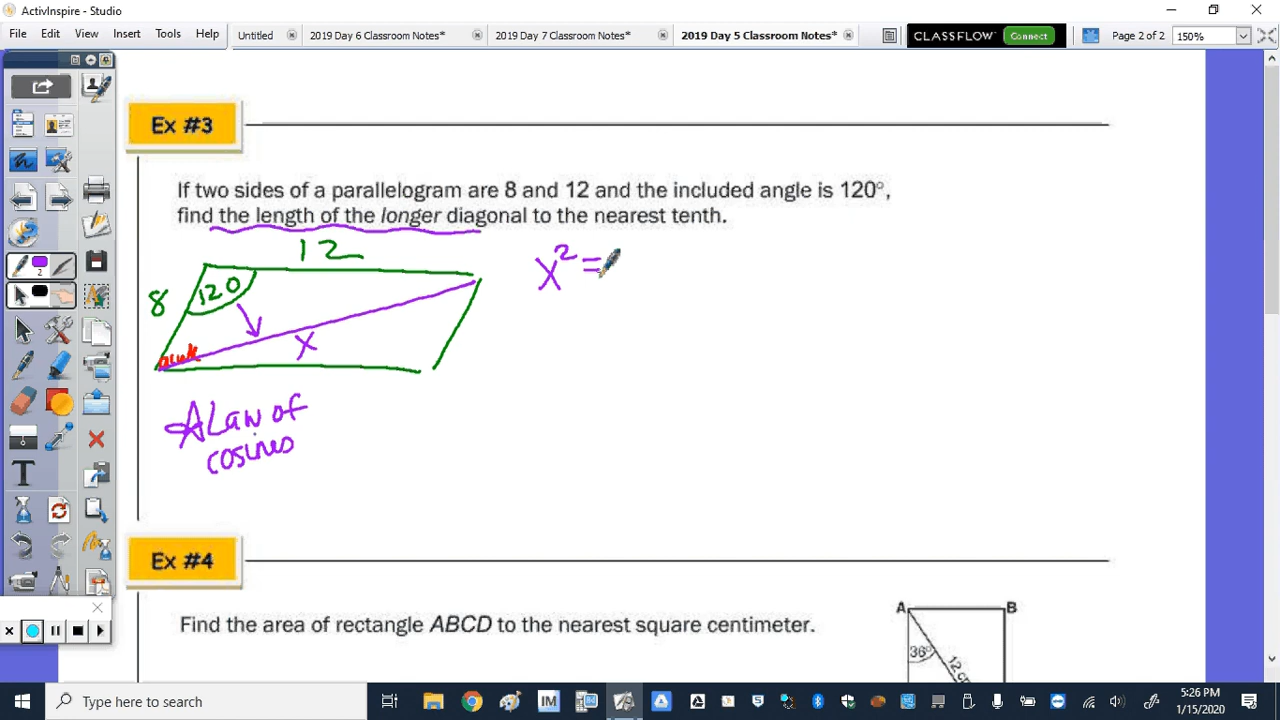 ActivInspire - Studio
File Edit View Insert Tools Help
Untitled
2019 Day 6 Classroom Notes*
2019 Day 7 Classroom Notes*
2019 Day 5 Classroom Notes*
CLASSFLOW Connect
Page 2 of 2
150%
2
Ex #3
If two sides of a parallelogram are 8 and 12 and the included angle is 120°,
find the length of the longer diagonal to the nearest tenth.
12
x² =
8
120
x
Law of
cosines
Ex #4
Find the area of rectangle ABCD to the nearest square centimeter.
A B
36°
12 cm
Type here to search
5:26 PM
1/15/2020